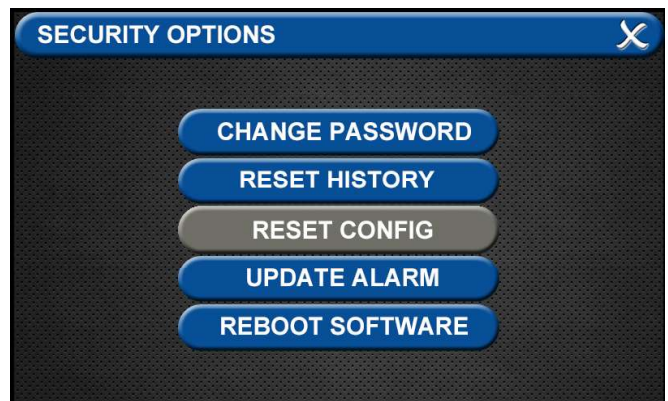 SECURITY OPTIONS
CHANGE PASSWORD
RESET HISTORY
RESET CONFIG
UPDATE ALARM
REBOOT SOFTWARE